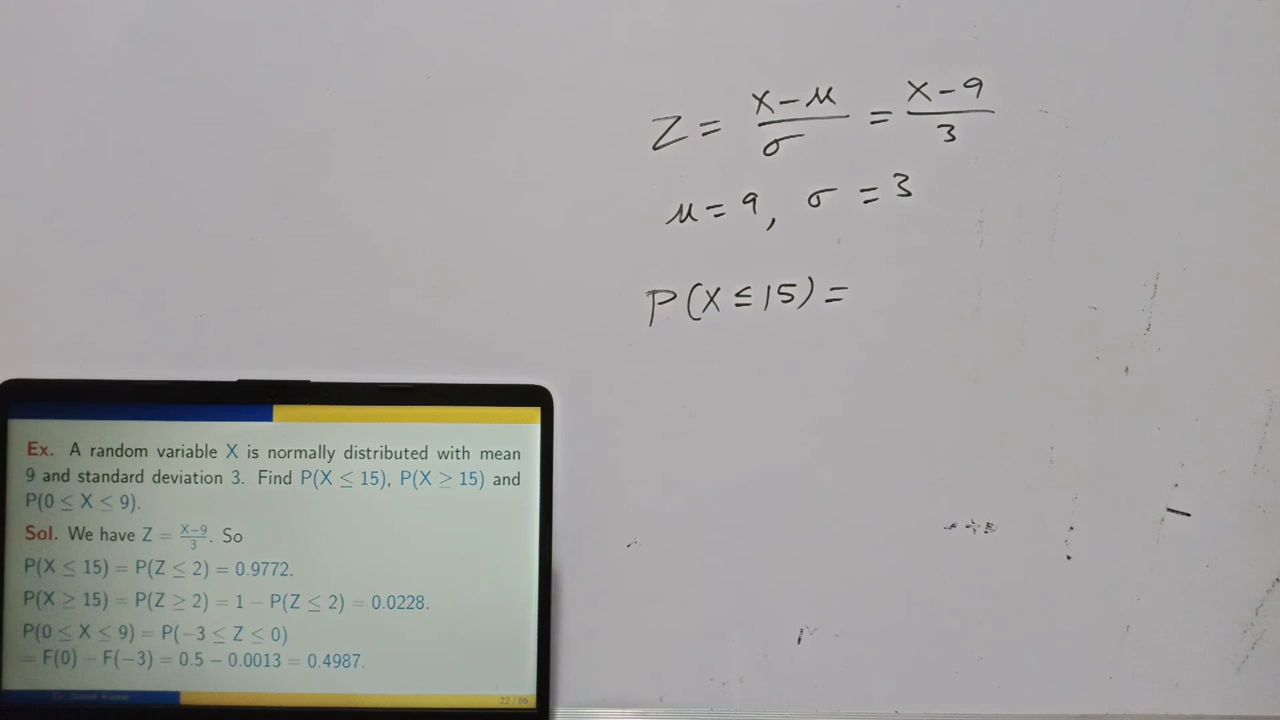 Z = X-μ/σ = X-9/3
μ = 9, σ = 3
P(X ≤ 15) =
Ex. A random variable X is normally distributed with mean
9 and standard deviation 3. Find P(X ≤ 15), P(X ≥ 15) and
P(0 ≤ X ≤ 9).
Sol. We have Z = X-9/3. So
P(X ≤ 15) = P(Z ≤ 2) = 0.9772.
P(X ≥ 15) = P(Z ≥ 2) = 1 − P(Z ≤ 2) = 0.0228.
P(0 ≤ X ≤ 9) = P(−3 ≤ Z ≤ 0)
= F(0) − F(−3) = 0.5 − 0.0013 = 0.4987.